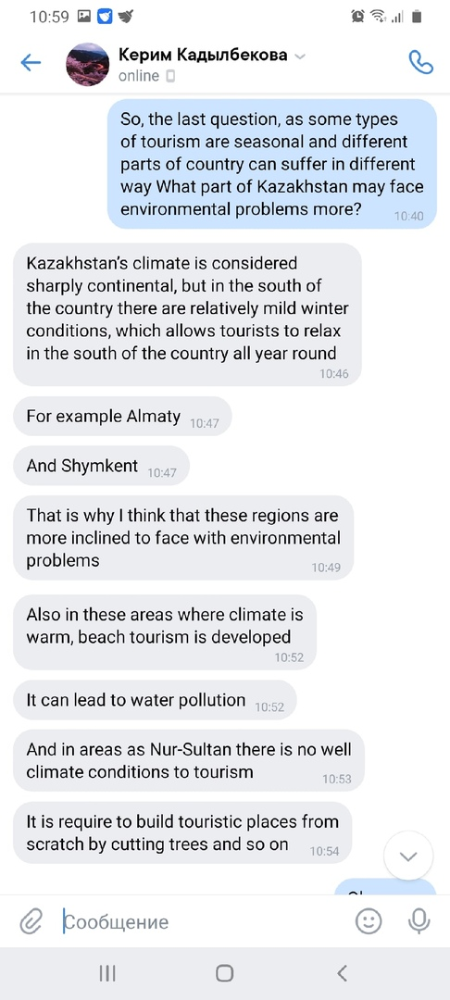 10:59
Керим Кадылбекова
online
So, the last question, as some types
of tourism are seasonal and different
parts of country can suffer in different
way What part of Kazakhstan may face
environmental problems more?
10:40
Kazakhstan's climate is considered
sharply continental, but in the south of
the country there are relatively mild winter
conditions, which allows tourists to relax
in the south of the country all year round
10:46
For example Almaty 10:47
And Shymkent 10:47
That is why I think that these regions are
more inclined to face with environmental
problems
10:49
Also in these areas where climate is
warm, beach tourism is developed
10:52
It can lead to water pollution 10:52
And in areas as Nur-Sultan there is no well
climate conditions to tourism
10:53
It is require to build touristic places from
scratch by cutting trees and so on 10:54
Сообщение